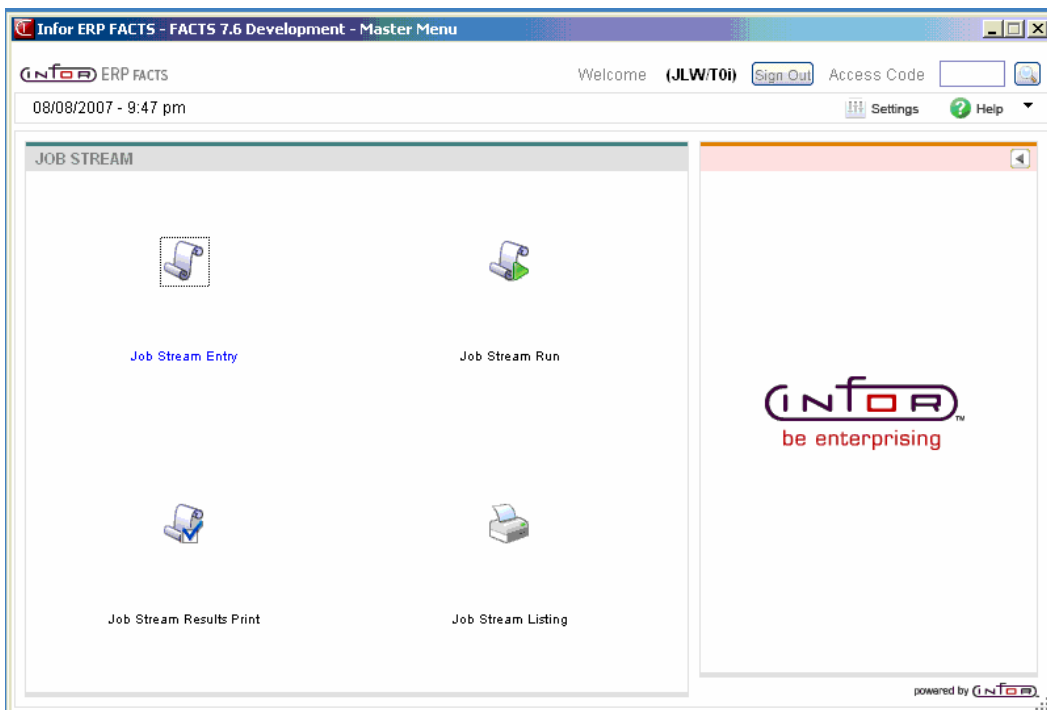 Infor ERP FACTS - FACTS 7.6 Development - Master Menu
infor ERP FACTS
Welcome (JLW/T0i) Sign Out Access Code
08/08/2007 - 9:47 pm
Settings Help
JOB STREAM
Job Stream Entry
Job Stream Run
infor TM
be enterprising
Job Stream Results Print
Job Stream Listing
powered by infor